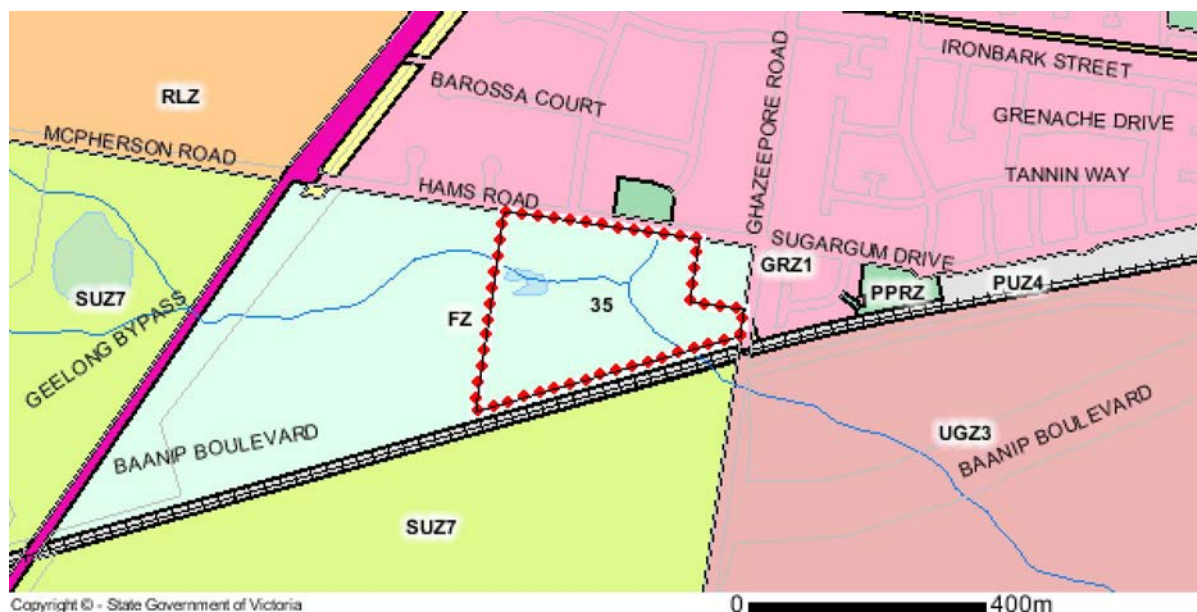 IRONBARK STREET
RLZ
BAROSSA COURT
GHAZEEPORE ROAD
GRENACHE DRIVE
MCPHERSON ROAD
TANNIN WAY
HAMS ROAD
SUGARGUM DRIVE
GRZ1
PPRZ
PUZ4
SUZ7
GEELONG BYPASS
FZ
35
UGZ3
BAANIP BOULEVARD
BAANIP BOULEVARD
SUZ7
Copyright © - State Government of Victoria
0 400m